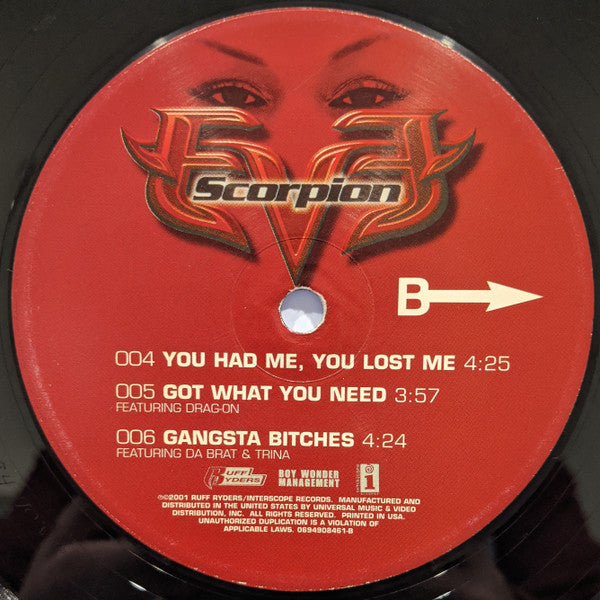 EVE
Scorpion
B
004 YOU HAD ME, YOU LOST ME 4:25
005 GOT WHAT YOU NEED 3:57
FEATURING DRAG-ON
006 GANGSTA BITCHES 4:24
FEATURING DA BRAT & TRINA
RUFF RYDERS
BOY WONDER
MANAGEMENT
INTERSCOPE
℗©2001 RUFF RYDERS/INTERSCOPE RECORDS. MANUFACTURED AND
DISTRIBUTED IN THE UNITED STATES BY UNIVERSAL MUSIC & VIDEO
DISTRIBUTION, INC. ALL RIGHTS RESERVED. PRINTED IN USA.
UNAUTHORIZED DUPLICATION IS A VIOLATION OF
APPLICABLE LAWS. 0694908461-B